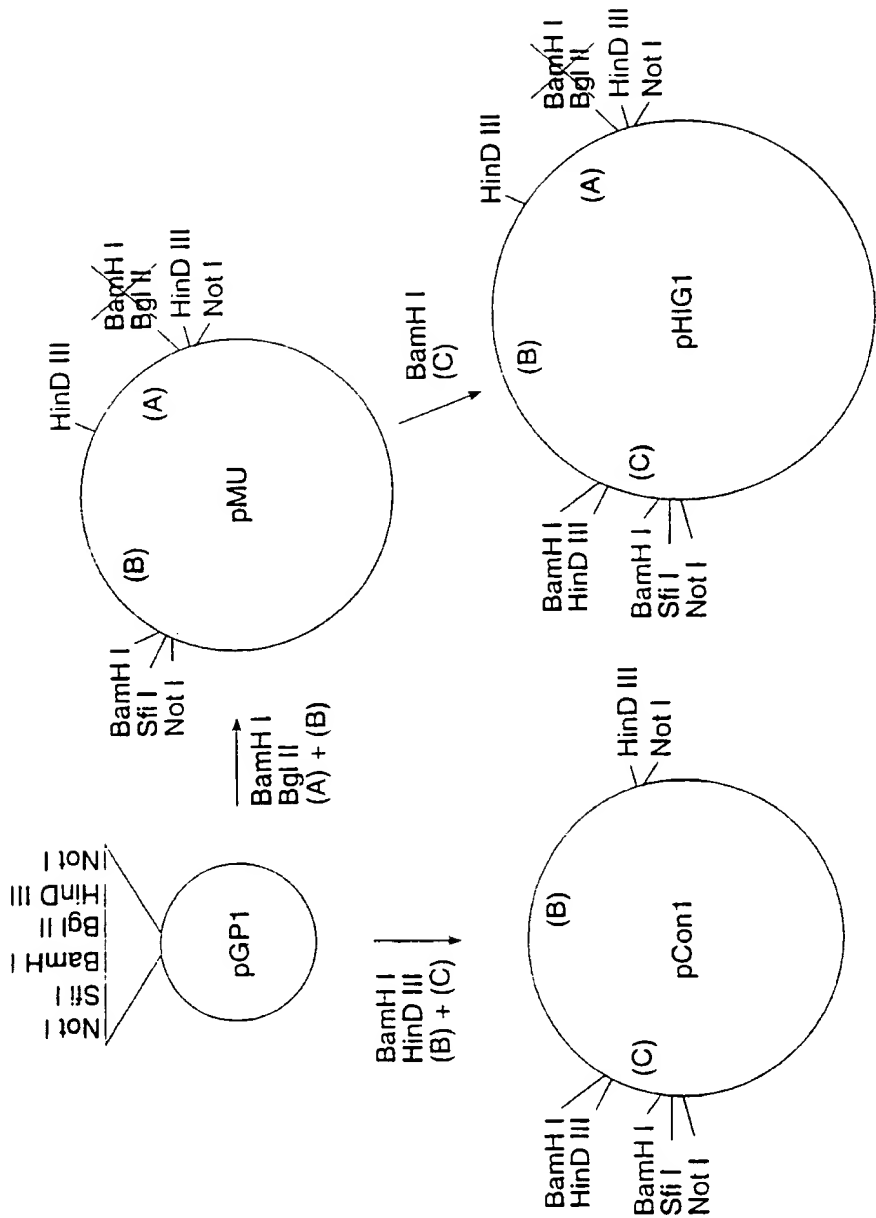 Not I
Sfi I
BamH I
Bgl II
HinD III
Not I
pGP1
BamH I
Bgl II
(A) + (B)
BamH I
Sfi I
Not I
(B)
HinD III
(A)
BamH I
Bgl II
HinD III
Not I
pMU
BamH I
HinD III
(B) + (C)
BamH I
HinD III
(C)
BamH I
Sfi I
Not I
(B)
HinD III
Not I
pCon1
BamH I
(C)
BamH I
HinD III
(C)
BamH I
Sfi I
Not I
(B)
HinD III
(A)
BamH I
Bgl II
HinD III
Not I
pHIG1